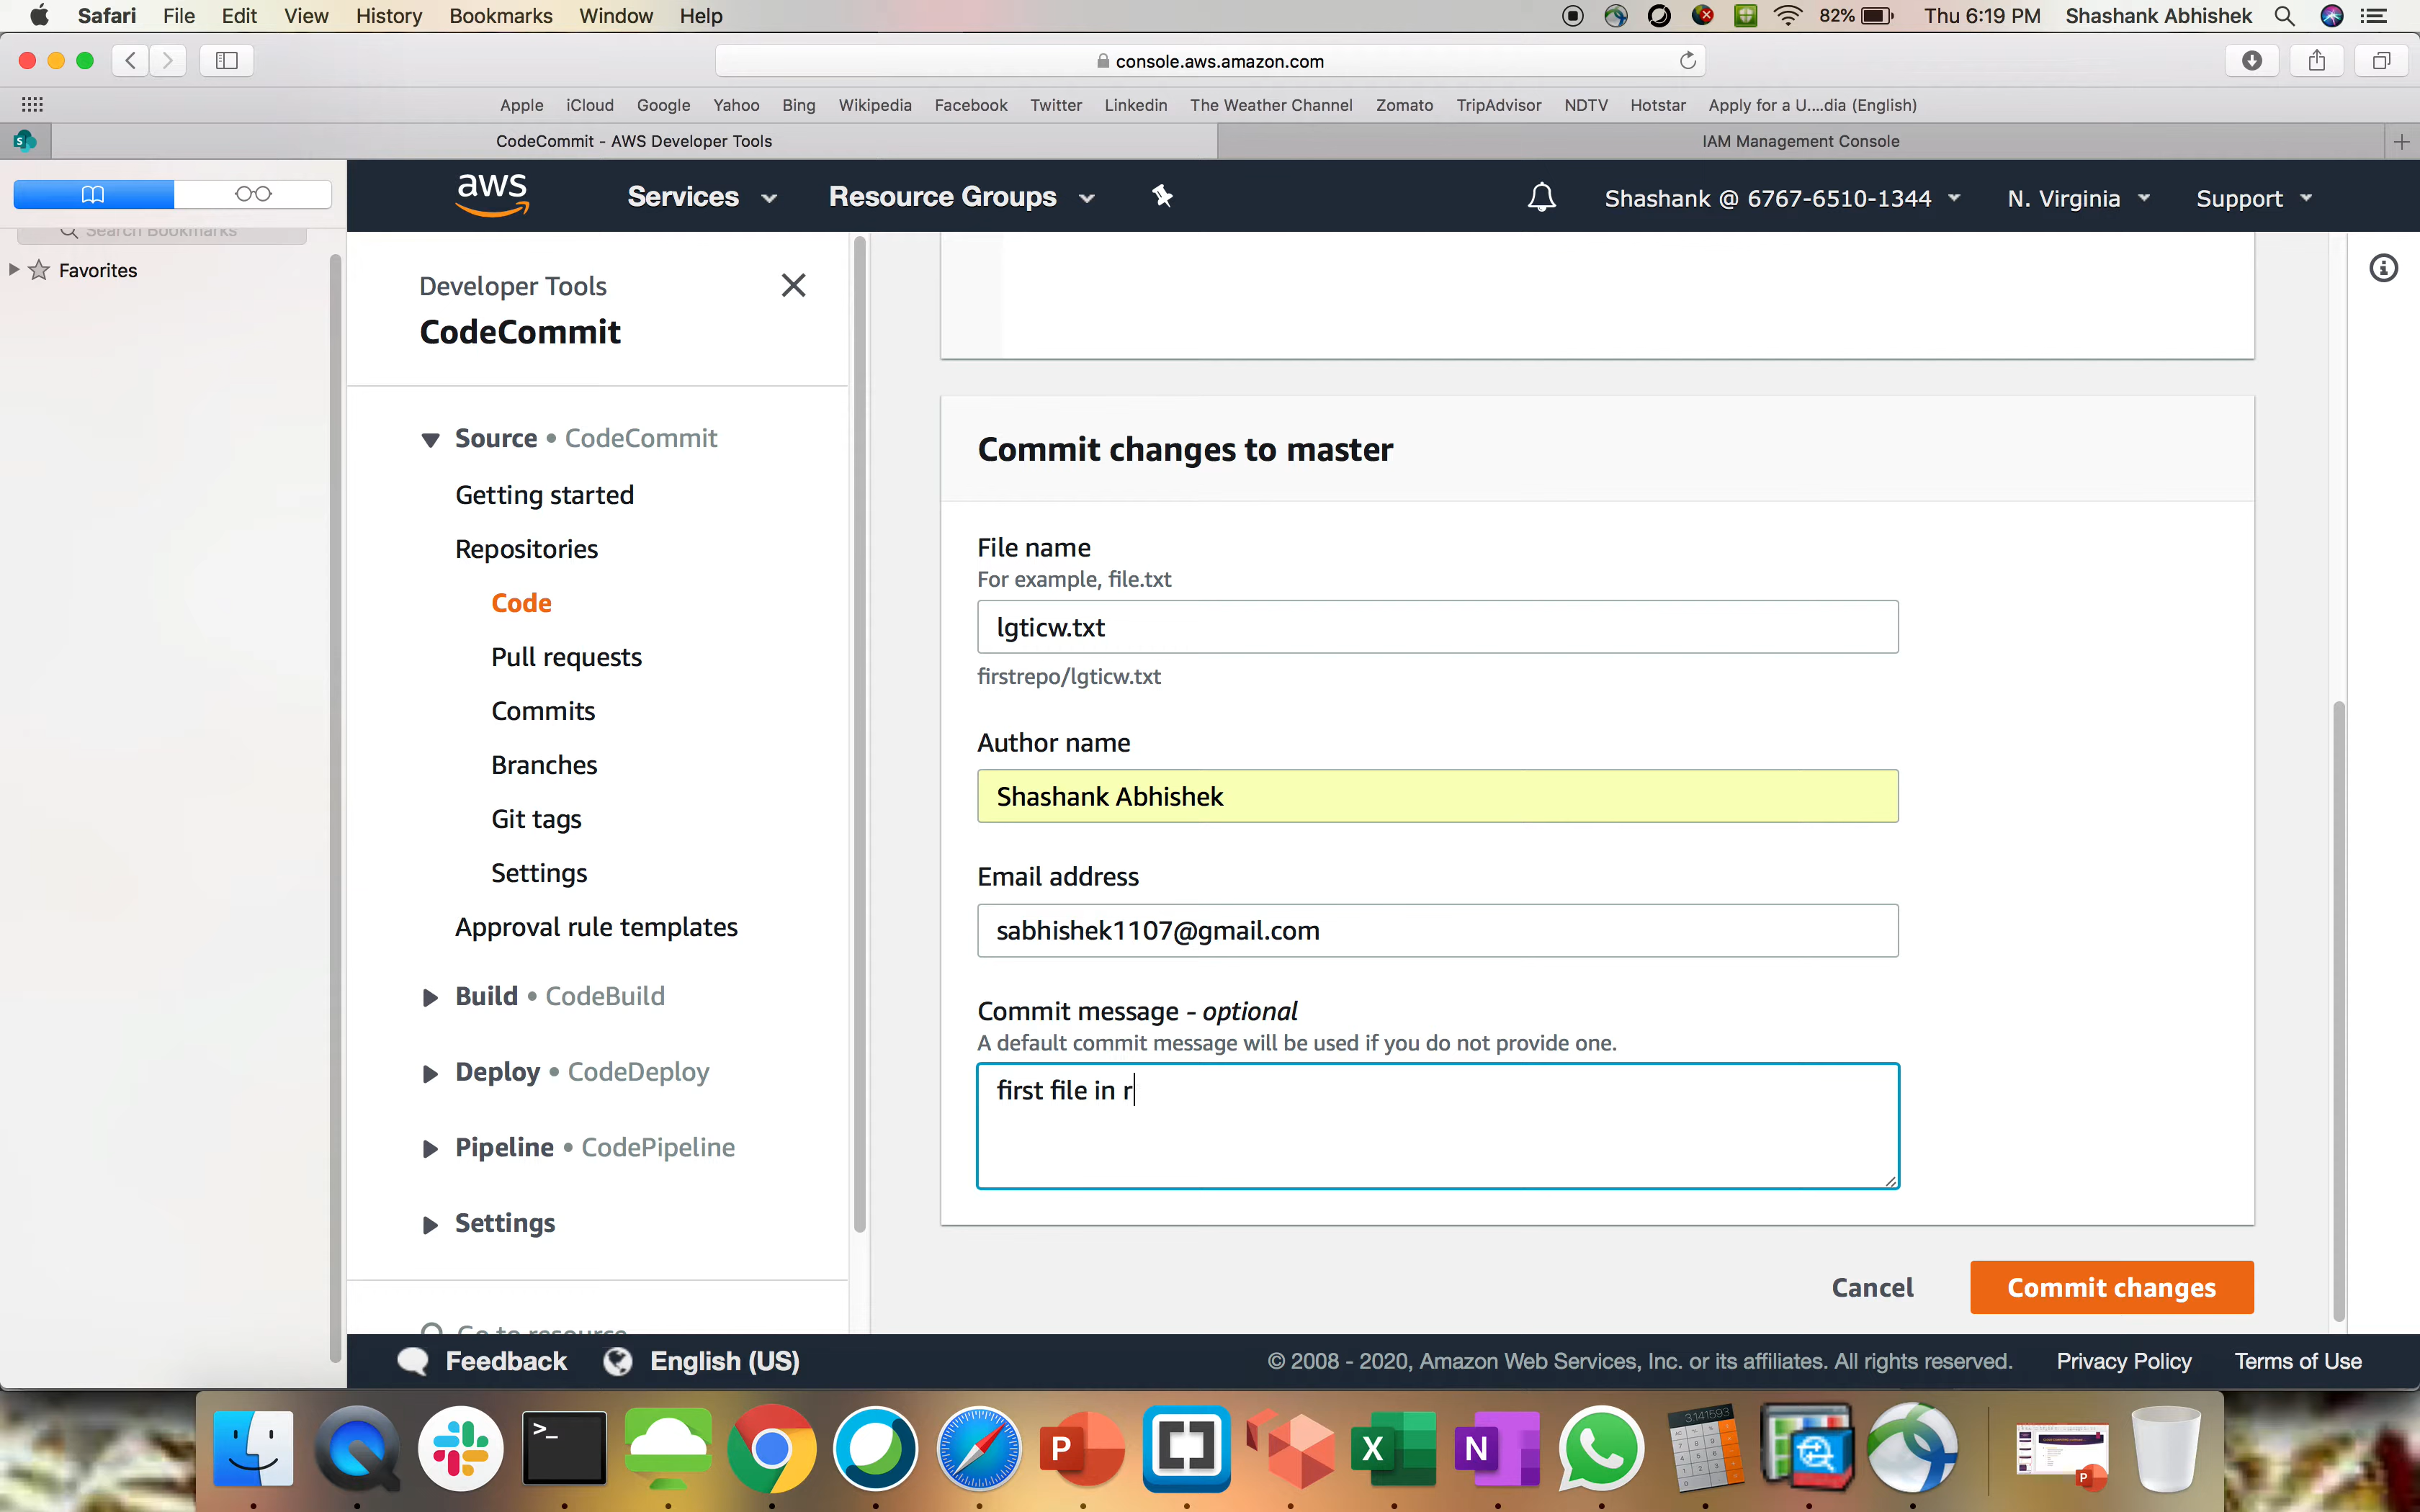 Safari File Edit View History Bookmarks Window Help 82% Thu 6:19 PM Shashank Abhishek
console.aws.amazon.com
Apple iCloud Google Yahoo Bing Wikipedia Facebook Twitter Linkedin The Weather Channel Zomato TripAdvisor NDTV Hotstar Apply for a U....dia (English)
S CodeCommit - AWS Developer Tools IAM Management Console
aws Services Resource Groups Shashank @ 6767-6510-1344 N. Virginia Support
Search Bookmarks
Favorites
Developer Tools
CodeCommit
Source • CodeCommit
Getting started
Repositories
Code
Pull requests
Commits
Branches
Git tags
Settings
Approval rule templates
Build • CodeBuild
Deploy • CodeDeploy
Pipeline • CodePipeline
Settings
Go to resource
Commit changes to master
File name
For example, file.txt
lgticw.txt
firstrepo/lgticw.txt
Author name
Shashank Abhishek
Email address
sabhishek1107@gmail.com
Commit message - optional
A default commit message will be used if you do not provide one.
first file in r
Cancel Commit changes
Feedback English (US) © 2008 - 2020, Amazon Web Services, Inc. or its affiliates. All rights reserved. Privacy Policy Terms of Use
>_ P X N 3.141593 P